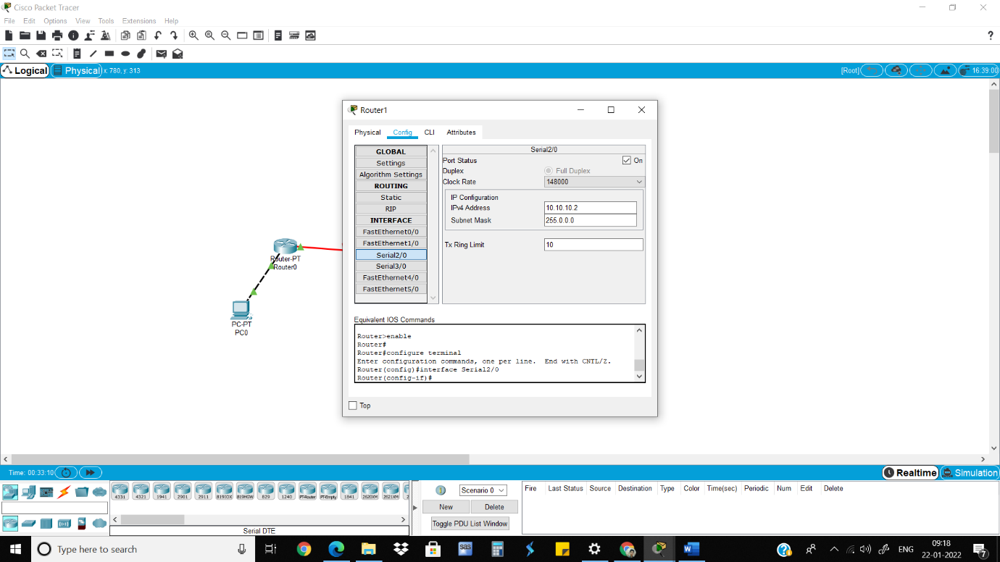 Cisco Packet Tracer
File Edit Options View Tools Extensions Help
?
Logical Physical x: 780, y: 313 [Root] 16:39:00
Router1
Physical Config CLI Attributes
GLOBAL
Settings
Algorithm Settings
ROUTING
Static
RIP
INTERFACE
FastEthernet0/0
FastEthernet1/0
Serial2/0
Serial3/0
FastEthernet4/0
FastEthernet5/0
Serial2/0
Port Status On
Duplex Full Duplex
Clock Rate 148000
IP Configuration
IPv4 Address 10.10.10.2
Subnet Mask 255.0.0.0
Tx Ring Limit 10
Router-PT
Router0
PC-PT
PC0
Equivalent IOS Commands
Router>enable
Router#
Router#configure terminal
Enter configuration commands, one per line. End with CNTL/Z.
Router(config)#interface Serial2/0
Router(config-if)#
Top
Time: 00:33:10 Realtime Simulation
4331 4321 1941 2901 2911 819IOX 819HGW 829 1240 PT-Router PT-Empty 1841 2620XM 2621XM 2
Serial DTE
Scenario 0
New Delete
Toggle PDU List Window
Fire Last Status Source Destination Type Color Time(sec) Periodic Num Edit Delete
Type here to search
sas
W
ENG
09:18
22-01-2022
7